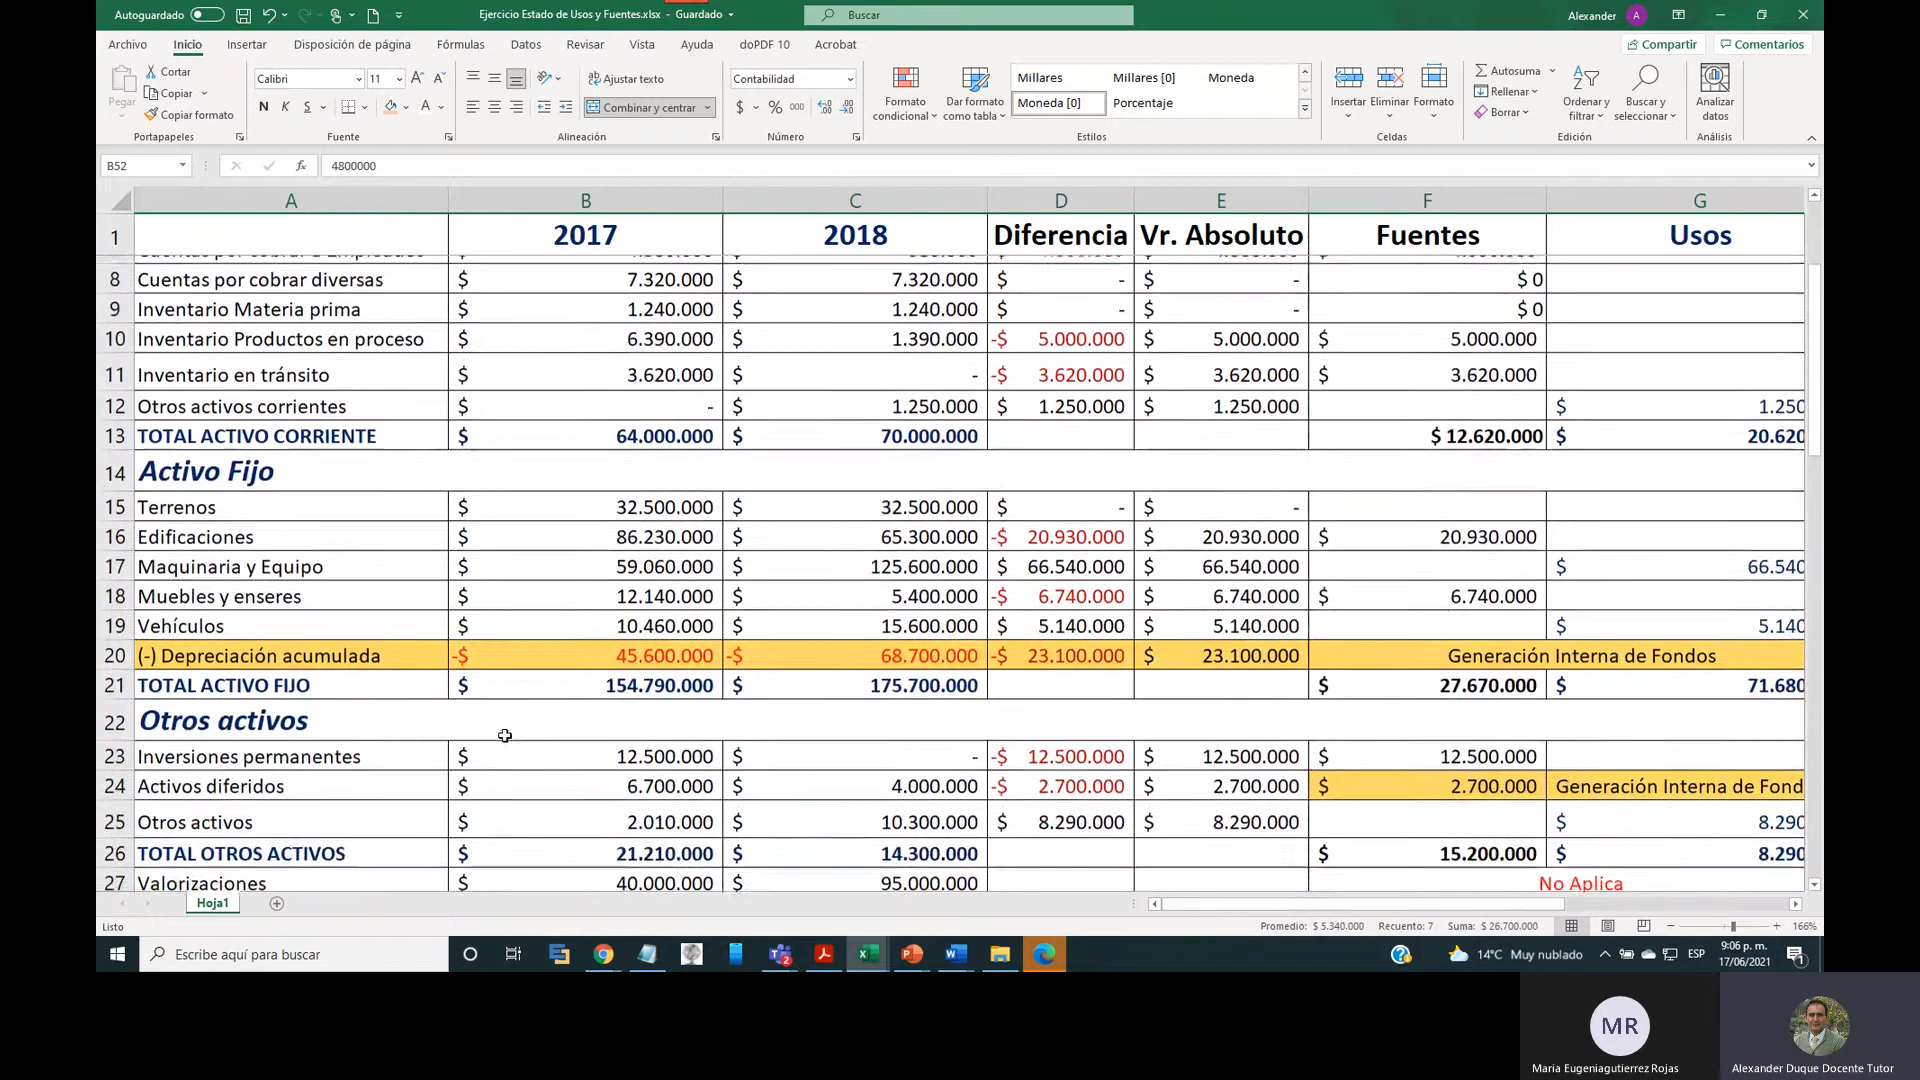 Autoguardado
Ejercicio Estado de Usos y Fuentes.xlsx - Guardado
Buscar
Alexander A
Archivo Inicio Insertar Disposición de página Fórmulas Datos Revisar Vista Ayuda doPDF 10 Acrobat Compartir Comentarios
Pegar
Cortar
Copiar
Copiar formato
Calibri 11
N K S
A
Ajustar texto
Combinar y centrar
Contabilidad
$ % 000
Formato condicional
Dar formato como tabla
Millares Millares [0] Moneda
Moneda [0] Porcentaje
Insertar Eliminar Formato
Autosuma
Rellenar
Borrar
Ordenar y filtrar
Buscar y seleccionar
Analizar datos
Portapapeles Fuente Alineación Número Estilos Celdas Edición Análisis
B52 fx 4800000
A B C D E F G
1 2017 2018 Diferencia Vr. Absoluto Fuentes Usos
8 Cuentas por cobrar diversas $ 7.320.000 $ 7.320.000 $ - $ - $ 0
9 Inventario Materia prima $ 1.240.000 $ 1.240.000 $ - $ - $ 0
10 Inventario Productos en proceso $ 6.390.000 $ 1.390.000 -$ 5.000.000 $ 5.000.000 $ 5.000.000
11 Inventario en tránsito $ 3.620.000 $ - -$ 3.620.000 $ 3.620.000 $ 3.620.000
12 Otros activos corrientes $ - $ 1.250.000 $ 1.250.000 $ 1.250.000 $ 1.250
13 TOTAL ACTIVO CORRIENTE $ 64.000.000 $ 70.000.000 $ 12.620.000 $ 20.620
14 Activo Fijo
15 Terrenos $ 32.500.000 $ 32.500.000 $ - $ -
16 Edificaciones $ 86.230.000 $ 65.300.000 -$ 20.930.000 $ 20.930.000 $ 20.930.000
17 Maquinaria y Equipo $ 59.060.000 $ 125.600.000 $ 66.540.000 $ 66.540.000 $ 66.540
18 Muebles y enseres $ 12.140.000 $ 5.400.000 -$ 6.740.000 $ 6.740.000 $ 6.740.000
19 Vehículos $ 10.460.000 $ 15.600.000 $ 5.140.000 $ 5.140.000 $ 5.140
20 (-) Depreciación acumulada -$ 45.600.000 -$ 68.700.000 -$ 23.100.000 $ 23.100.000 Generación Interna de Fondos
21 TOTAL ACTIVO FIJO $ 154.790.000 $ 175.700.000 $ 27.670.000 $ 71.680
22 Otros activos
23 Inversiones permanentes $ 12.500.000 $ - -$ 12.500.000 $ 12.500.000 $ 12.500.000
24 Activos diferidos $ 6.700.000 $ 4.000.000 -$ 2.700.000 $ 2.700.000 $ 2.700.000 Generación Interna de Fond
25 Otros activos $ 2.010.000 $ 10.300.000 $ 8.290.000 $ 8.290.000 $ 8.290
26 TOTAL OTROS ACTIVOS $ 21.210.000 $ 14.300.000 $ 15.200.000 $ 8.290
27 Valorizaciones $ 40.000.000 $ 95.000.000 No Aplica
Hoja1
Listo Promedio: $ 5.340.000 Recuento: 7 Suma: $ 26.700.000 166%
Escribe aquí para buscar
14°C Muy nublado
ESP
9:06 p. m.
17/06/2021
MR
Maria Eugeniagutierrez Rojas
Alexander Duque Docente Tutor